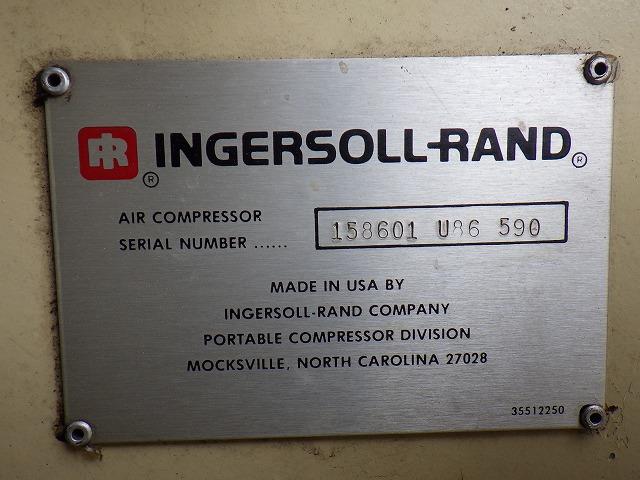 IR ® INGERSOLL-RAND ®
AIR COMPRESSOR
SERIAL NUMBER ...... 158601 U86 590
MADE IN USA BY
INGERSOLL-RAND COMPANY
PORTABLE COMPRESSOR DIVISION
MOCKSVILLE, NORTH CAROLINA 27028
35512250